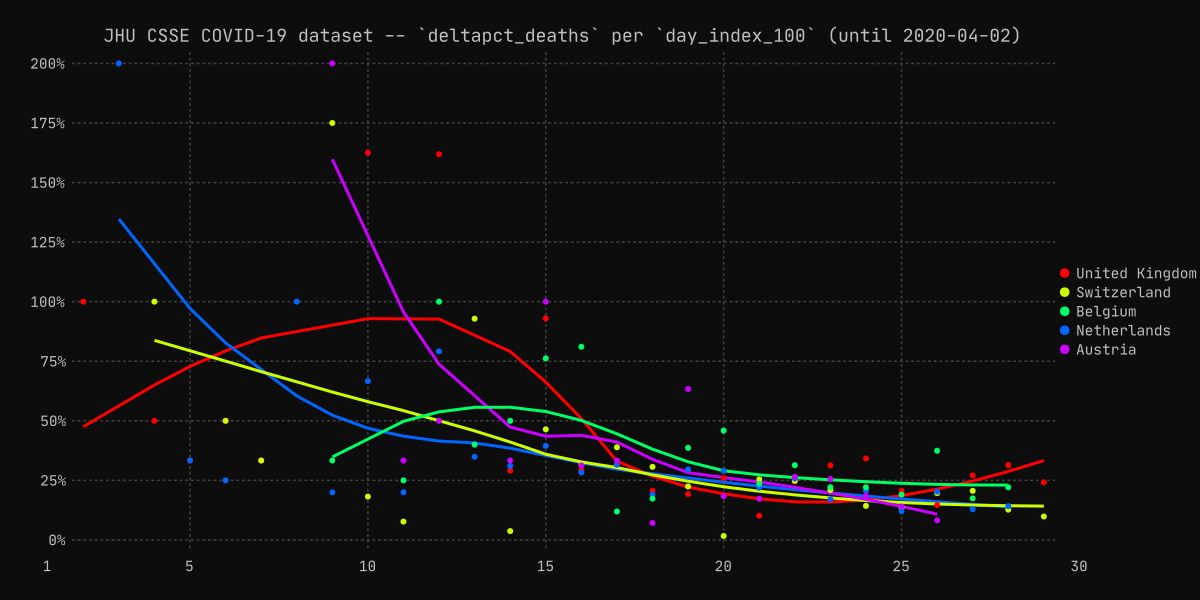 JHU CSSE COVID-19 dataset -- `deltapct_deaths` per `day_index_100` (until 2020-04-02)
200%
175%
150%
125%
100%
75%
50%
25%
0%
1 5 10 15 20 25 30
United Kingdom
Switzerland
Belgium
Netherlands
Austria